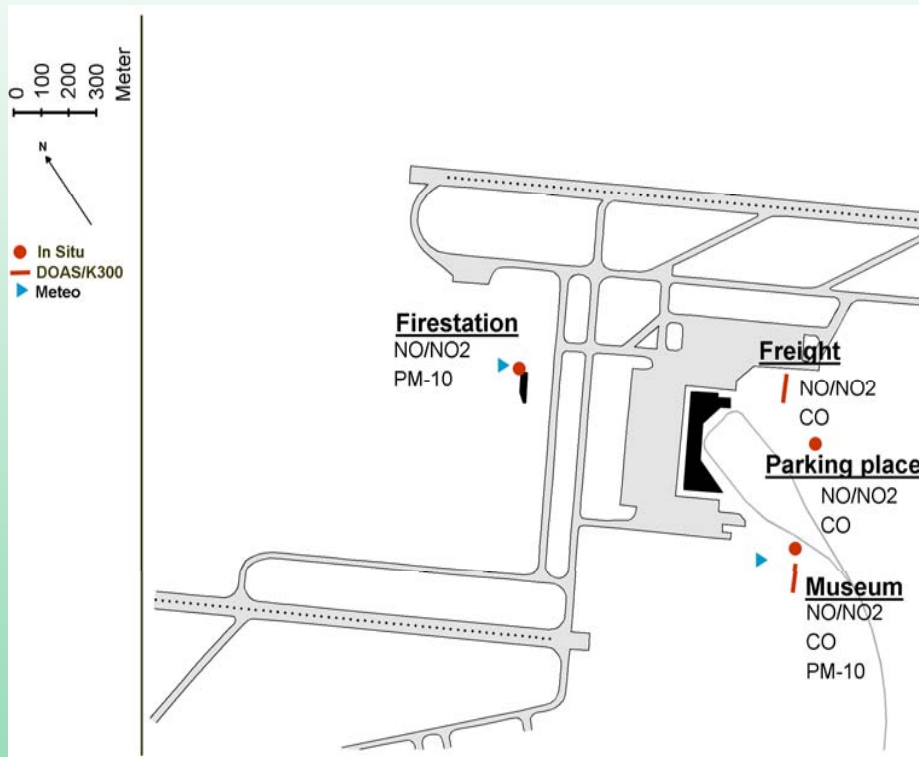 0 100 200 300
Meter
N
In Situ
DOAS/K300
Meteo
Firestation
NO/NO2
PM-10
Freight
NO/NO2
CO
Parking place
NO/NO2
CO
Museum
NO/NO2
CO
PM-10